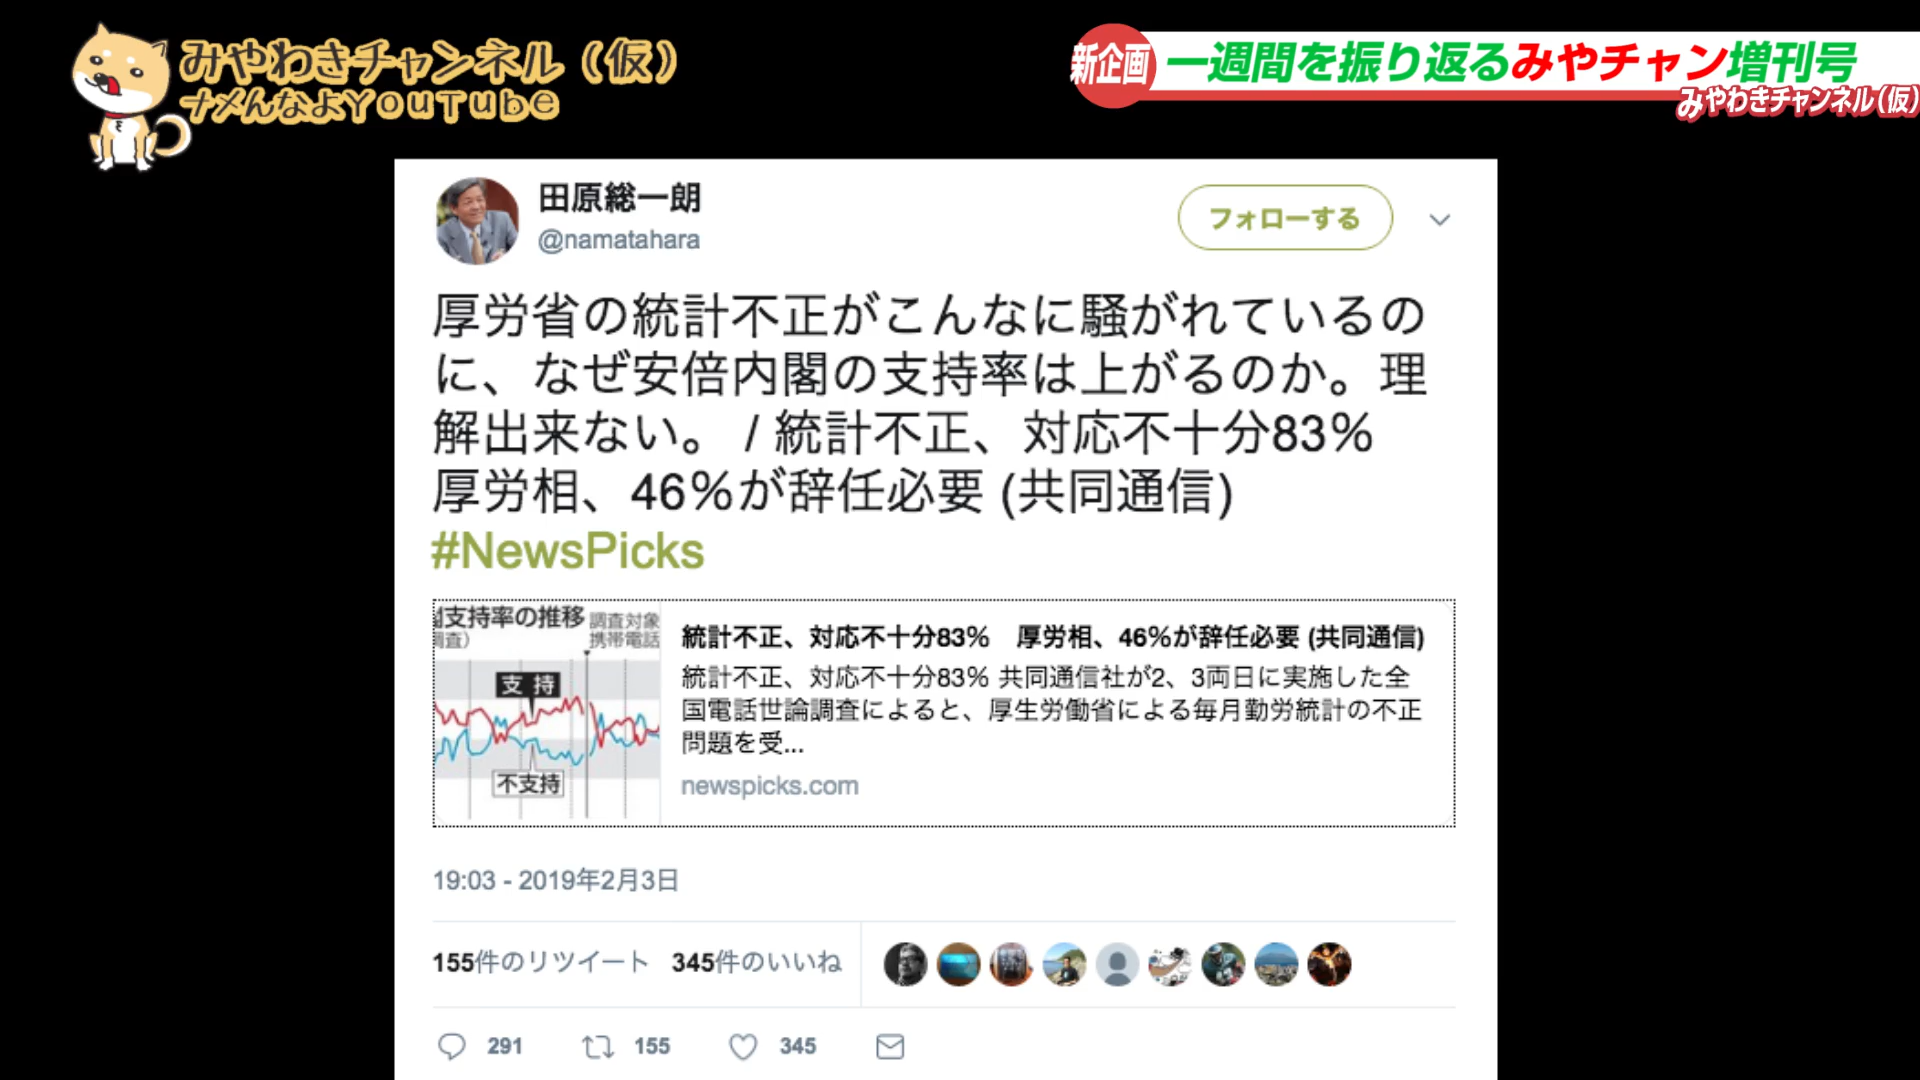 みやわきチャンネル（仮）
ナメんなよYouTube
新企画
一週間を振り返るみやチャン増刊号
みやわきチャンネル（仮）
田原総一朗
@namatahara
フォローする
厚労省の統計不正がこんなに騒がれているの
に、なぜ安倍内閣の支持率は上がるのか。理
解出来ない。 / 統計不正、対応不十分83%
厚労相、46%が辞任必要 (共同通信)
#NewsPicks
支持率の推移
調査対象
調査）
携帯電話
支持
不支持
統計不正、対応不十分83%　厚労相、46%が辞任必要 (共同通信)
統計不正、対応不十分83% 共同通信社が2、3両日に実施した全
国電話世論調査によると、厚生労働省による毎月勤労統計の不正
問題を受...
newspicks.com
19:03 - 2019年2月3日
155件のリツイート 345件のいいね
291 155 345